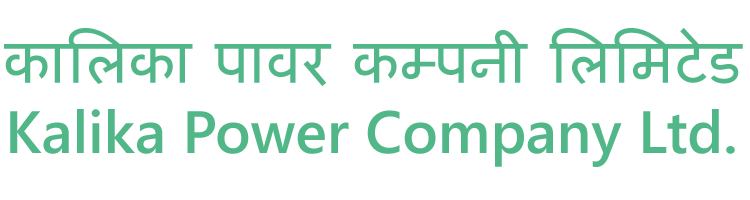 कालिका पावर कम्पनी लिमिटेड
Kalika Power Company Ltd.